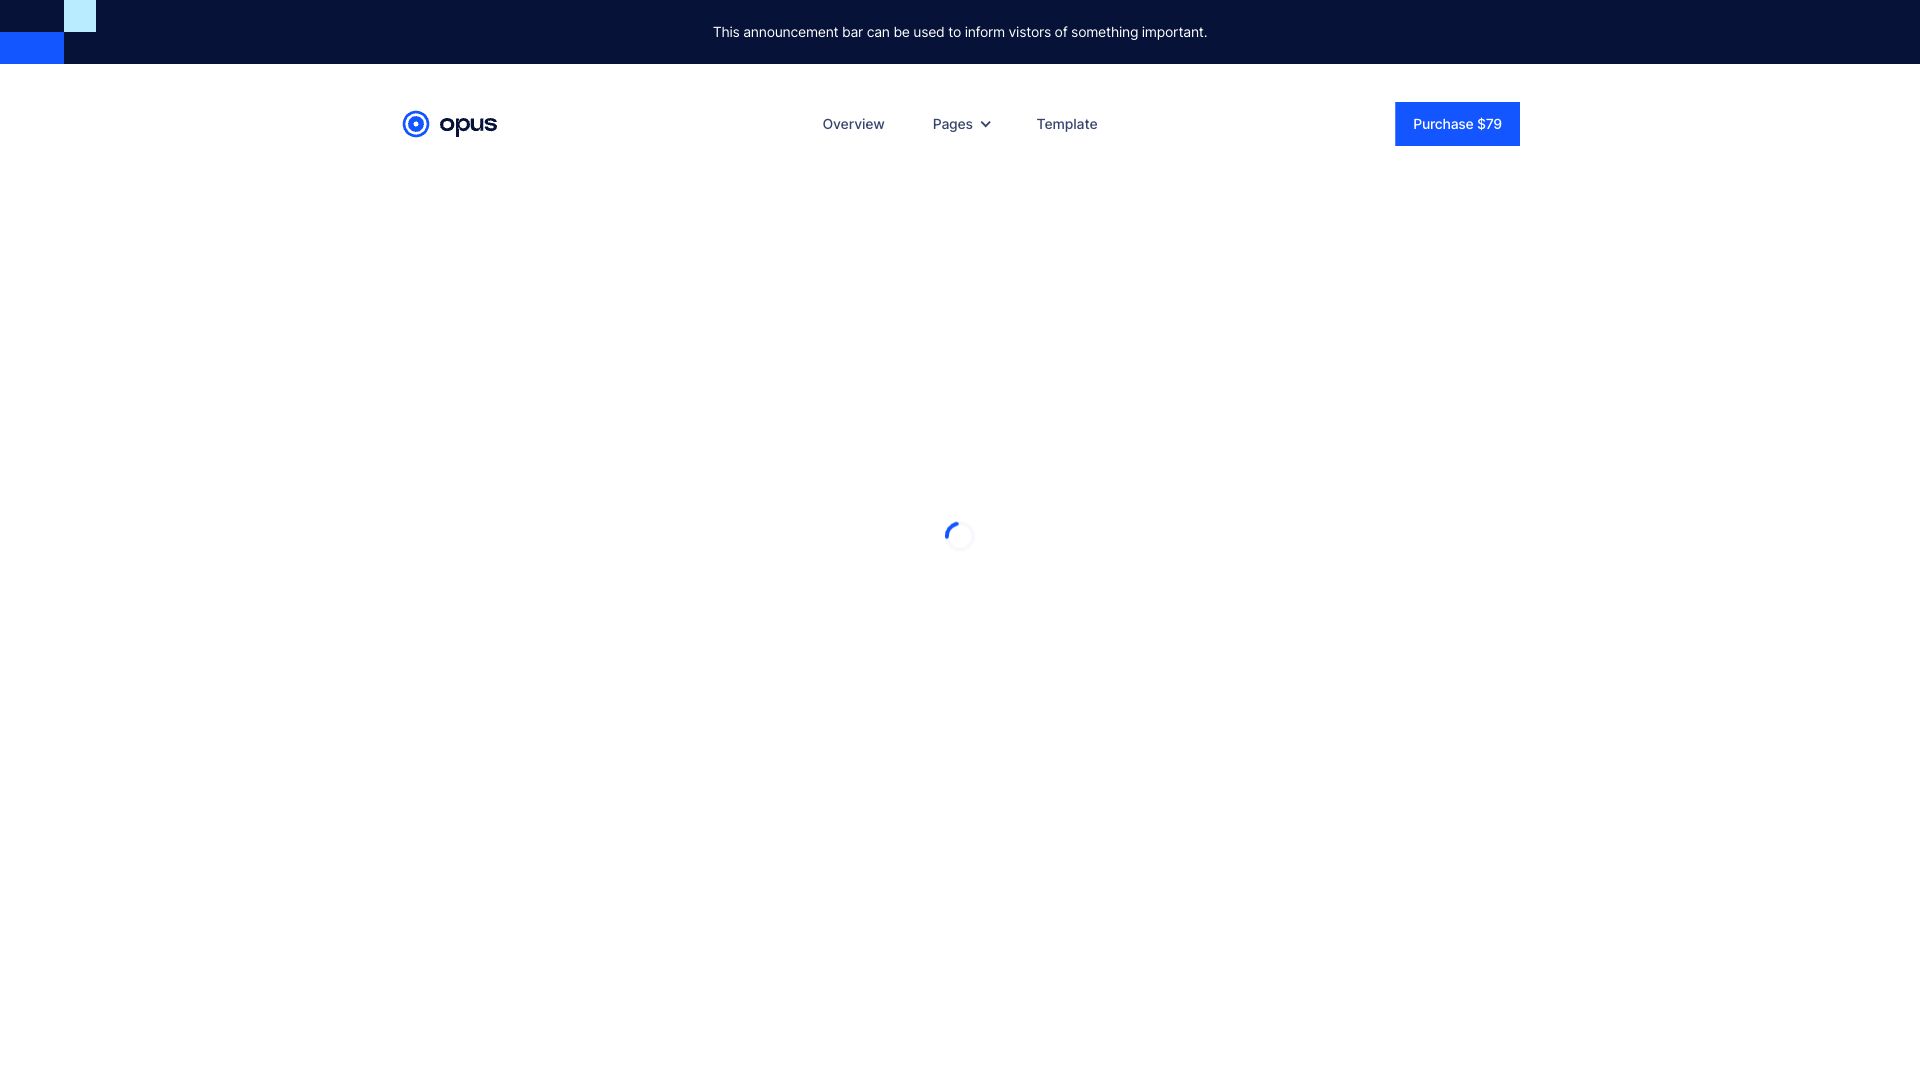 This announcement bar can be used to inform vistors of something important.
opus
Overview
Pages
Template
Purchase $79